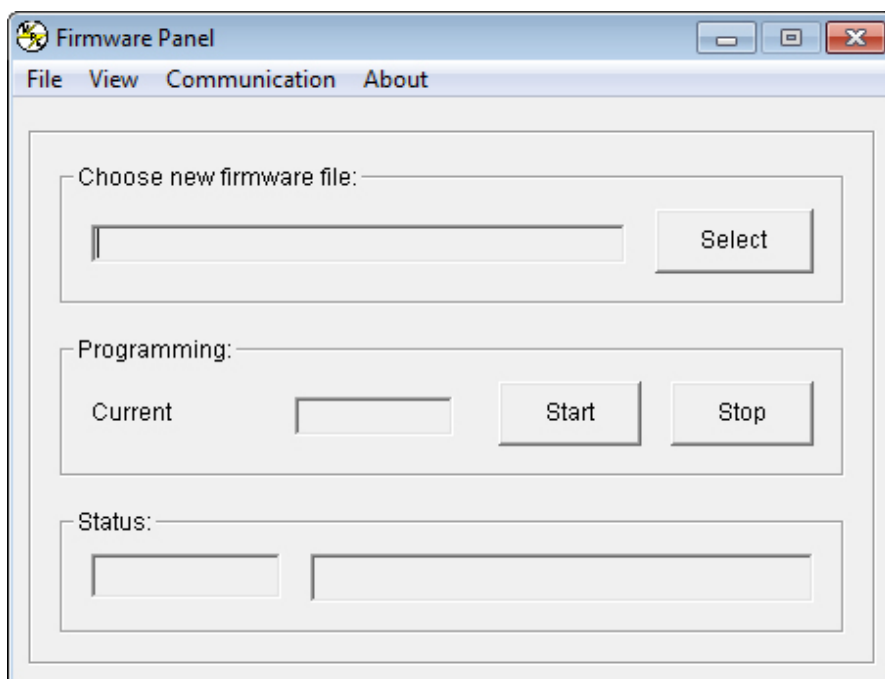 Firmware Panel
File View Communication About
Choose new firmware file:
Select
Programming:
Current Start Stop
Status: